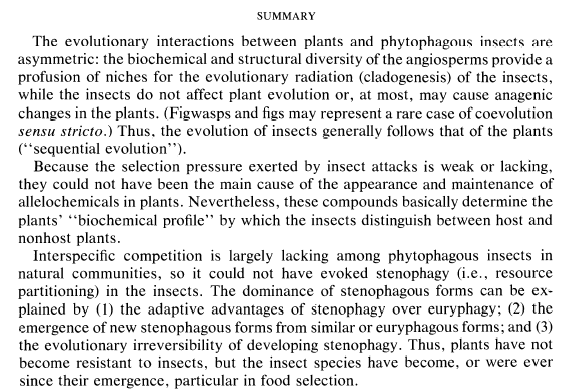 SUMMARY
The evolutionary interactions between plants and phytophagous insects are
asymmetric: the biochemical and structural diversity of the angiosperms provide a
profusion of niches for the evolutionary radiation (cladogenesis) of the insects,
while the insects do not affect plant evolution or, at most, may cause anagenic
changes in the plants. (Figwasps and figs may represent a rare case of coevolution
sensu stricto.) Thus, the evolution of insects generally follows that of the plants
(“sequential evolution”).
Because the selection pressure exerted by insect attacks is weak or lacking,
they could not have been the main cause of the appearance and maintenance of
allelochemicals in plants. Nevertheless, these compounds basically determine the
plants’ “biochemical profile” by which the insects distinguish between host and
nonhost plants.
Interspecific competition is largely lacking among phytophagous insects in
natural communities, so it could not have evoked stenophagy (i.e., resource
partitioning) in the insects. The dominance of stenophagous forms can be ex-
plained by (1) the adaptive advantages of stenophagy over euryphagy; (2) the
emergence of new stenophagous forms from similar or euryphagous forms; and (3)
the evolutionary irreversibility of developing stenophagy. Thus, plants have not
become resistant to insects, but the insect species have become, or were ever
since their emergence, particular in food selection.